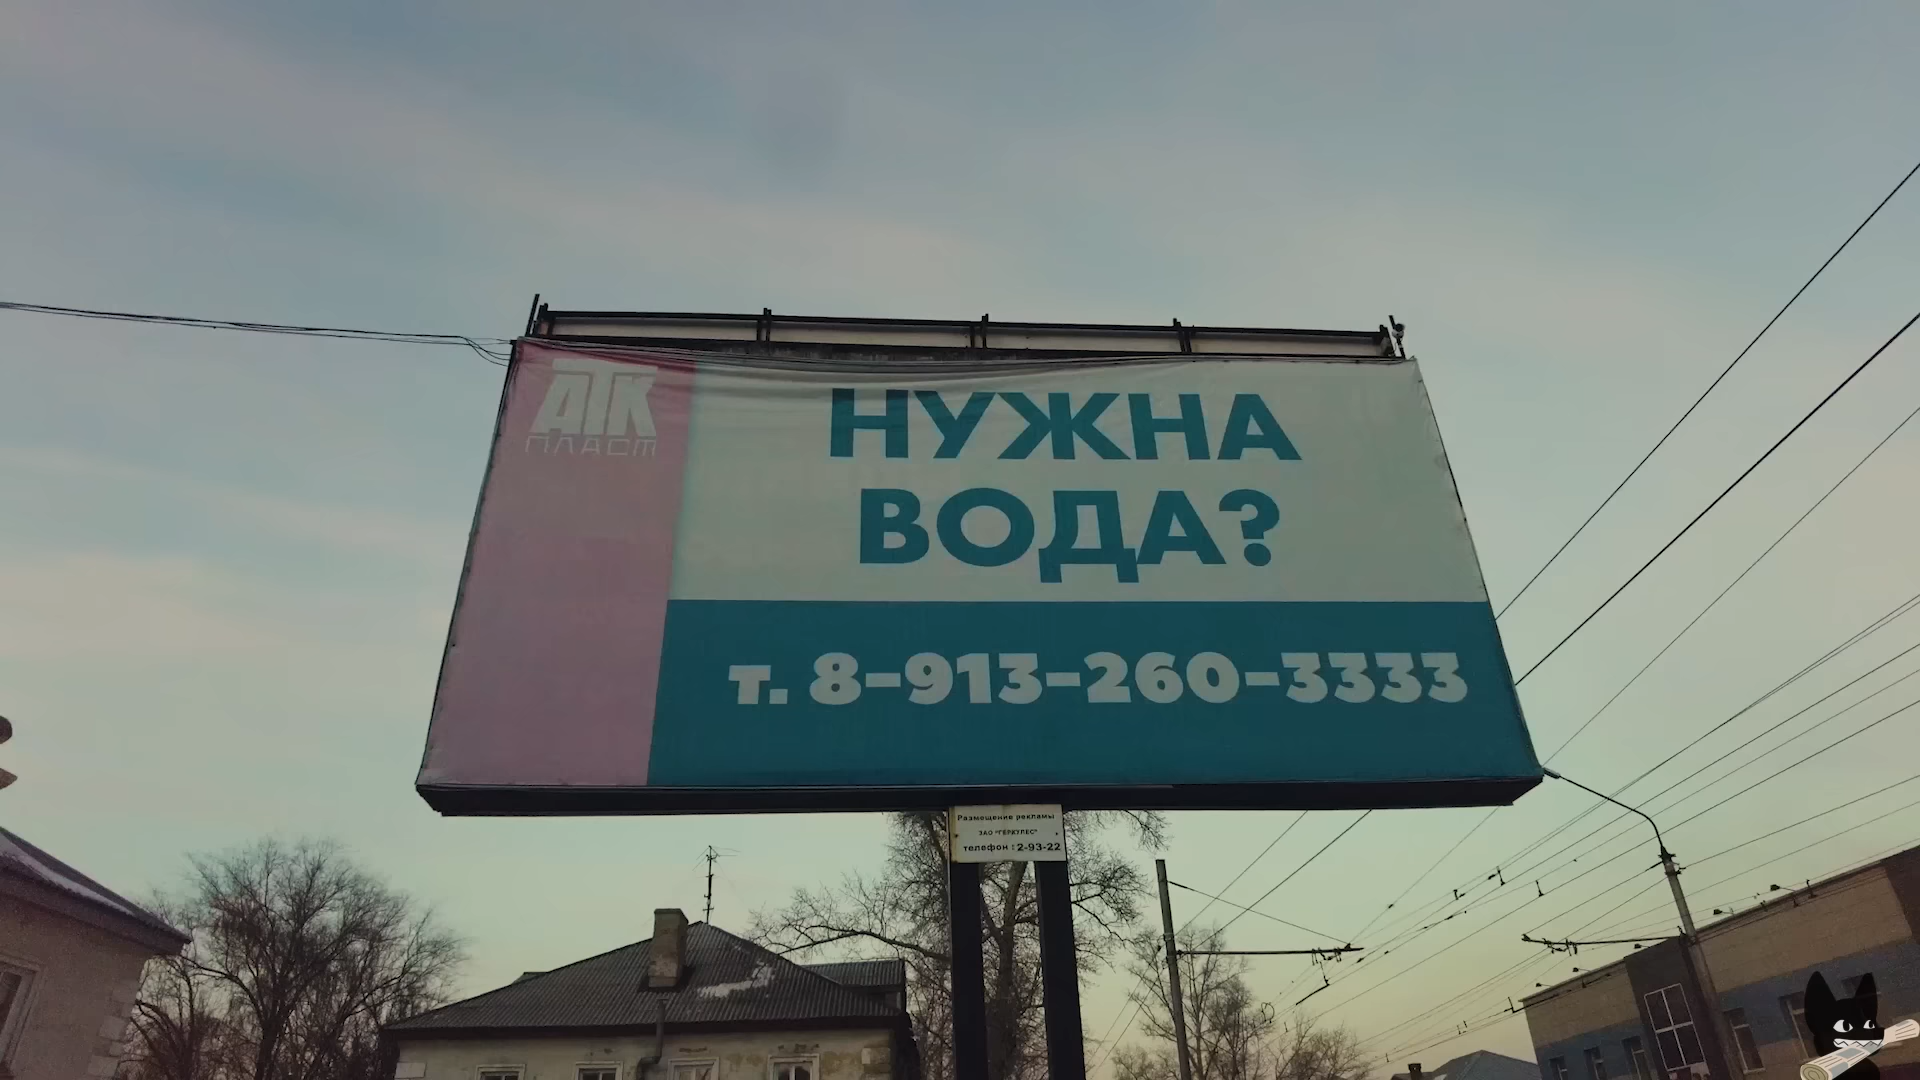 АТК
ПЛАСТ
НУЖНА
ВОДА?
т. 8-913-260-3333
Размещение рекламы
ЗАО "ГЕРКУЛЕС"
телефон : 2-93-22